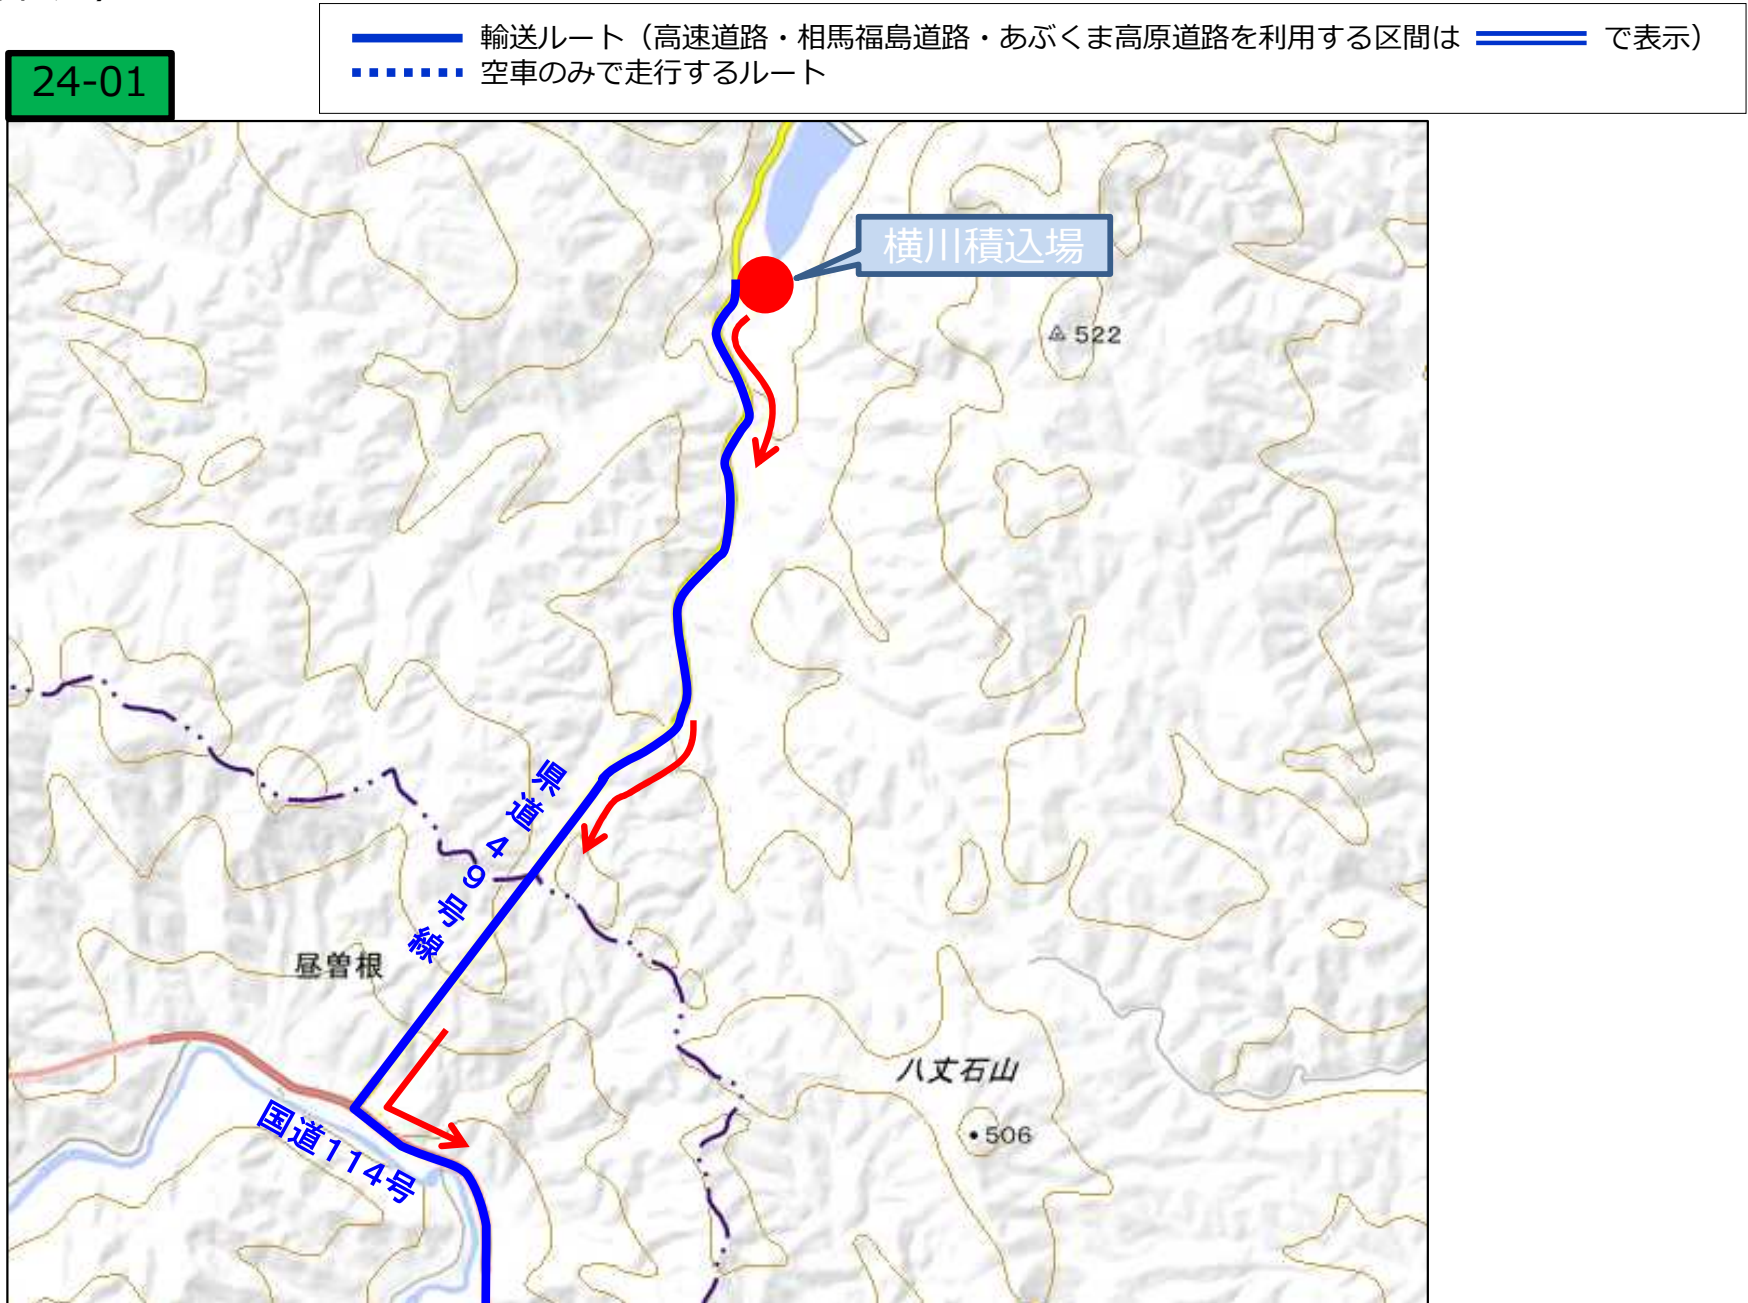 輸送ルート（高速道路・相馬福島道路・あぶくま高原道路を利用する区間は　で表示）
空車のみで走行するルート
24-01
横川積込場
522
県道４９号線
昼曽根
八丈石山
506
国道114号